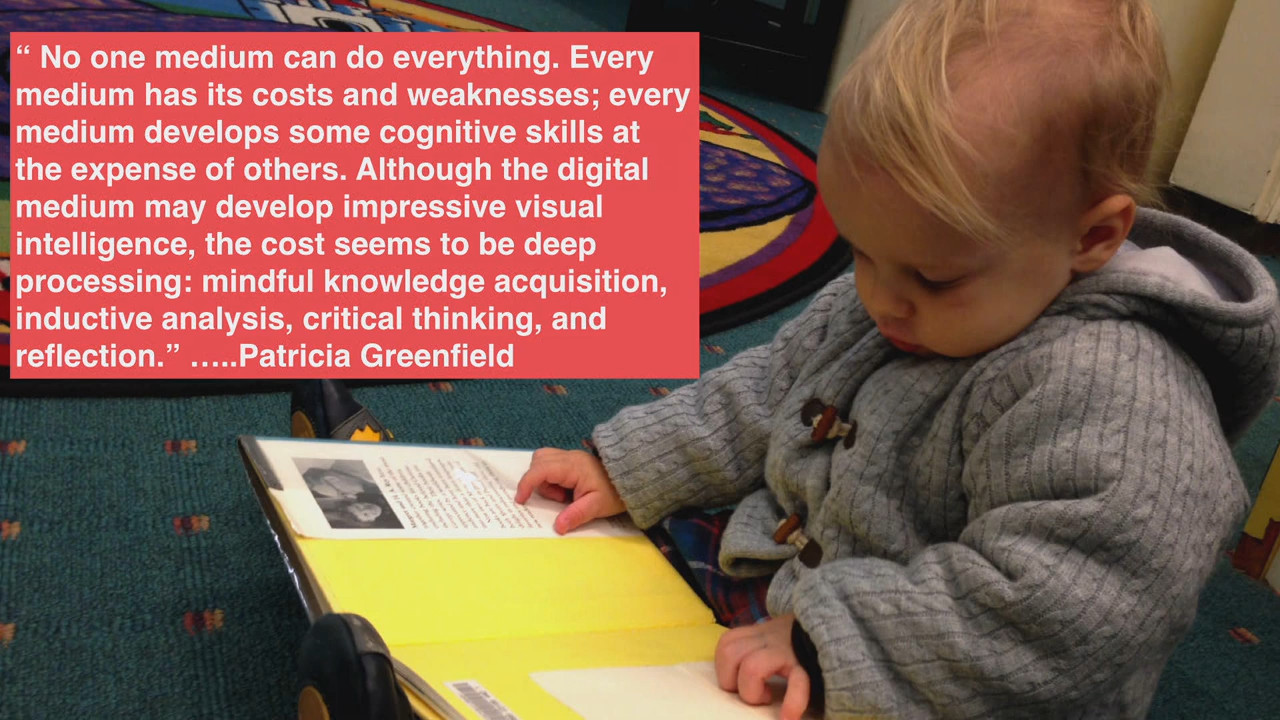 “ No one medium can do everything. Every
medium has its costs and weaknesses; every
medium develops some cognitive skills at
the expense of others. Although the digital
medium may develop impressive visual
intelligence, the cost seems to be deep
processing: mindful knowledge acquisition,
inductive analysis, critical thinking, and
reflection.” …..Patricia Greenfield